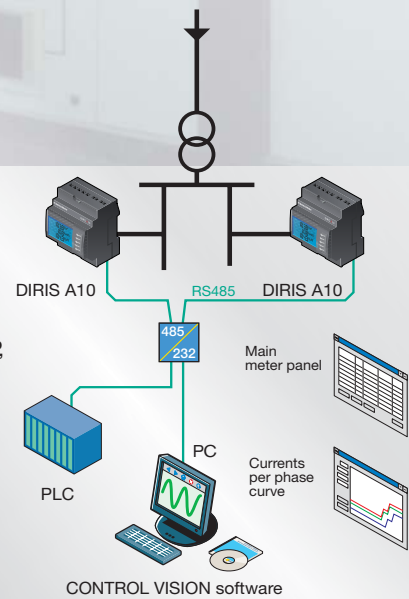 DIRIS A10
RS485
DIRIS A10
485
232
Main
meter panel
PC
Currents
per phase
curve
PLC
CONTROL VISION software